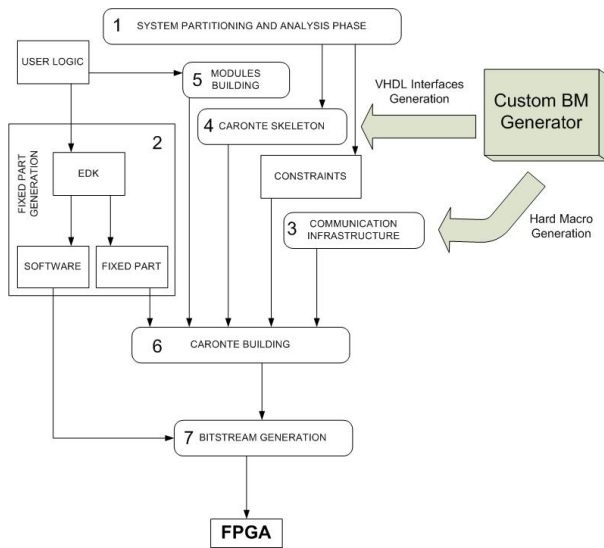 1 SYSTEM PARTITIONING AND ANALYSIS PHASE
USER LOGIC
5 MODULES
BUILDING
VHDL Interfaces
Generation
Custom BM
Generator
4 CARONTE SKELETON
2
FIXED PART
GENERATION
EDK
CONSTRAINTS
3 COMMUNICATION
INFRASTRUCTURE
Hard Macro
Generation
SOFTWARE
FIXED PART
6 CARONTE BUILDING
7 BITSTREAM GENERATION
FPGA